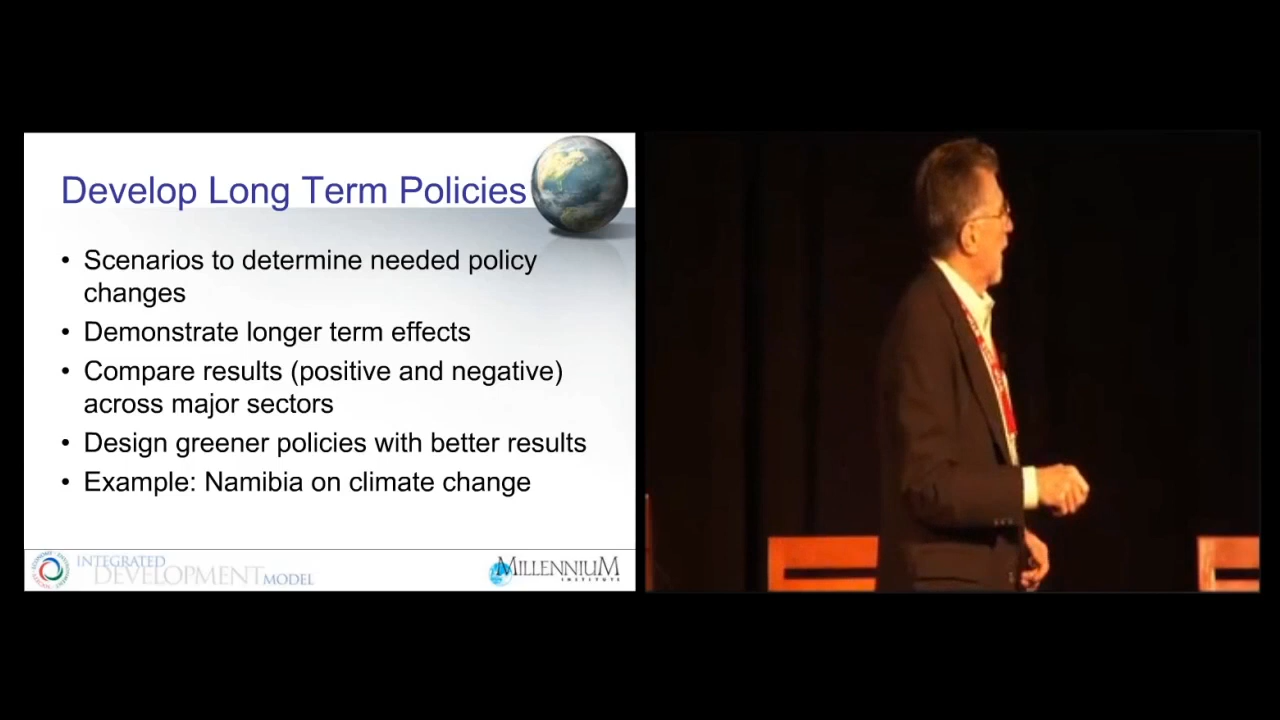 Develop Long Term Policies
• Scenarios to determine needed policy
changes
• Demonstrate longer term effects
• Compare results (positive and negative)
across major sectors
• Design greener policies with better results
• Example: Namibia on climate change
INTEGRATED
DEVELOPMENT MODEL
MILLENNIUM
INSTITUTE